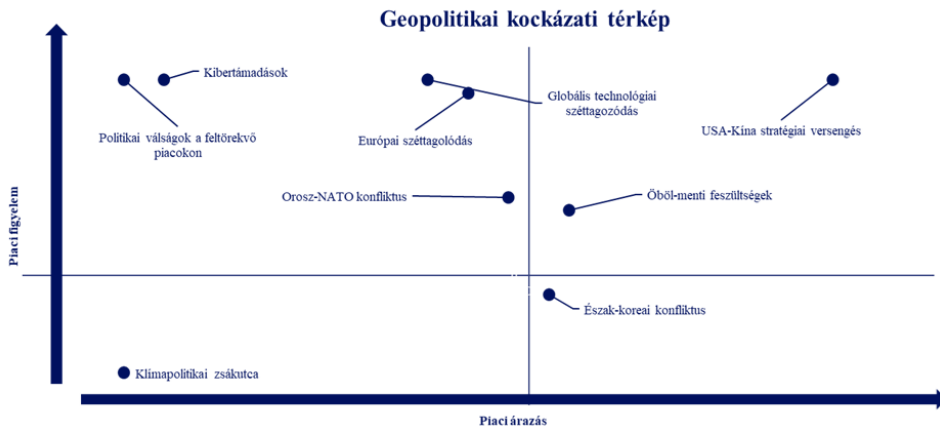 Geopolitikai kockázati térkép
Kibertámadások
Politikai válságok a feltörekvő
piacokon
Európai széttagolódás
Globális technológiai
széttagozódás
USA-Kína stratégiai versengés
Orosz-NATO konfliktus
Öböl-menti feszültségek
Piaci figyelem
Észak-koreai konfliktus
Klímapolitikai zsákutca
Piaci árazás